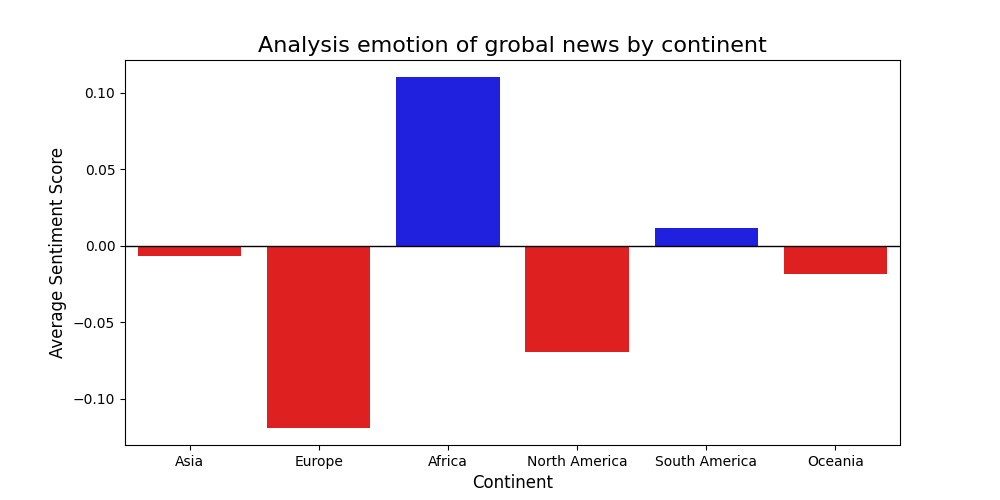 Analysis emotion of grobal news by continent
Average Sentiment Score
0.10
0.05
0.00
−0.05
−0.10
Asia Europe Africa North America South America Oceania
Continent